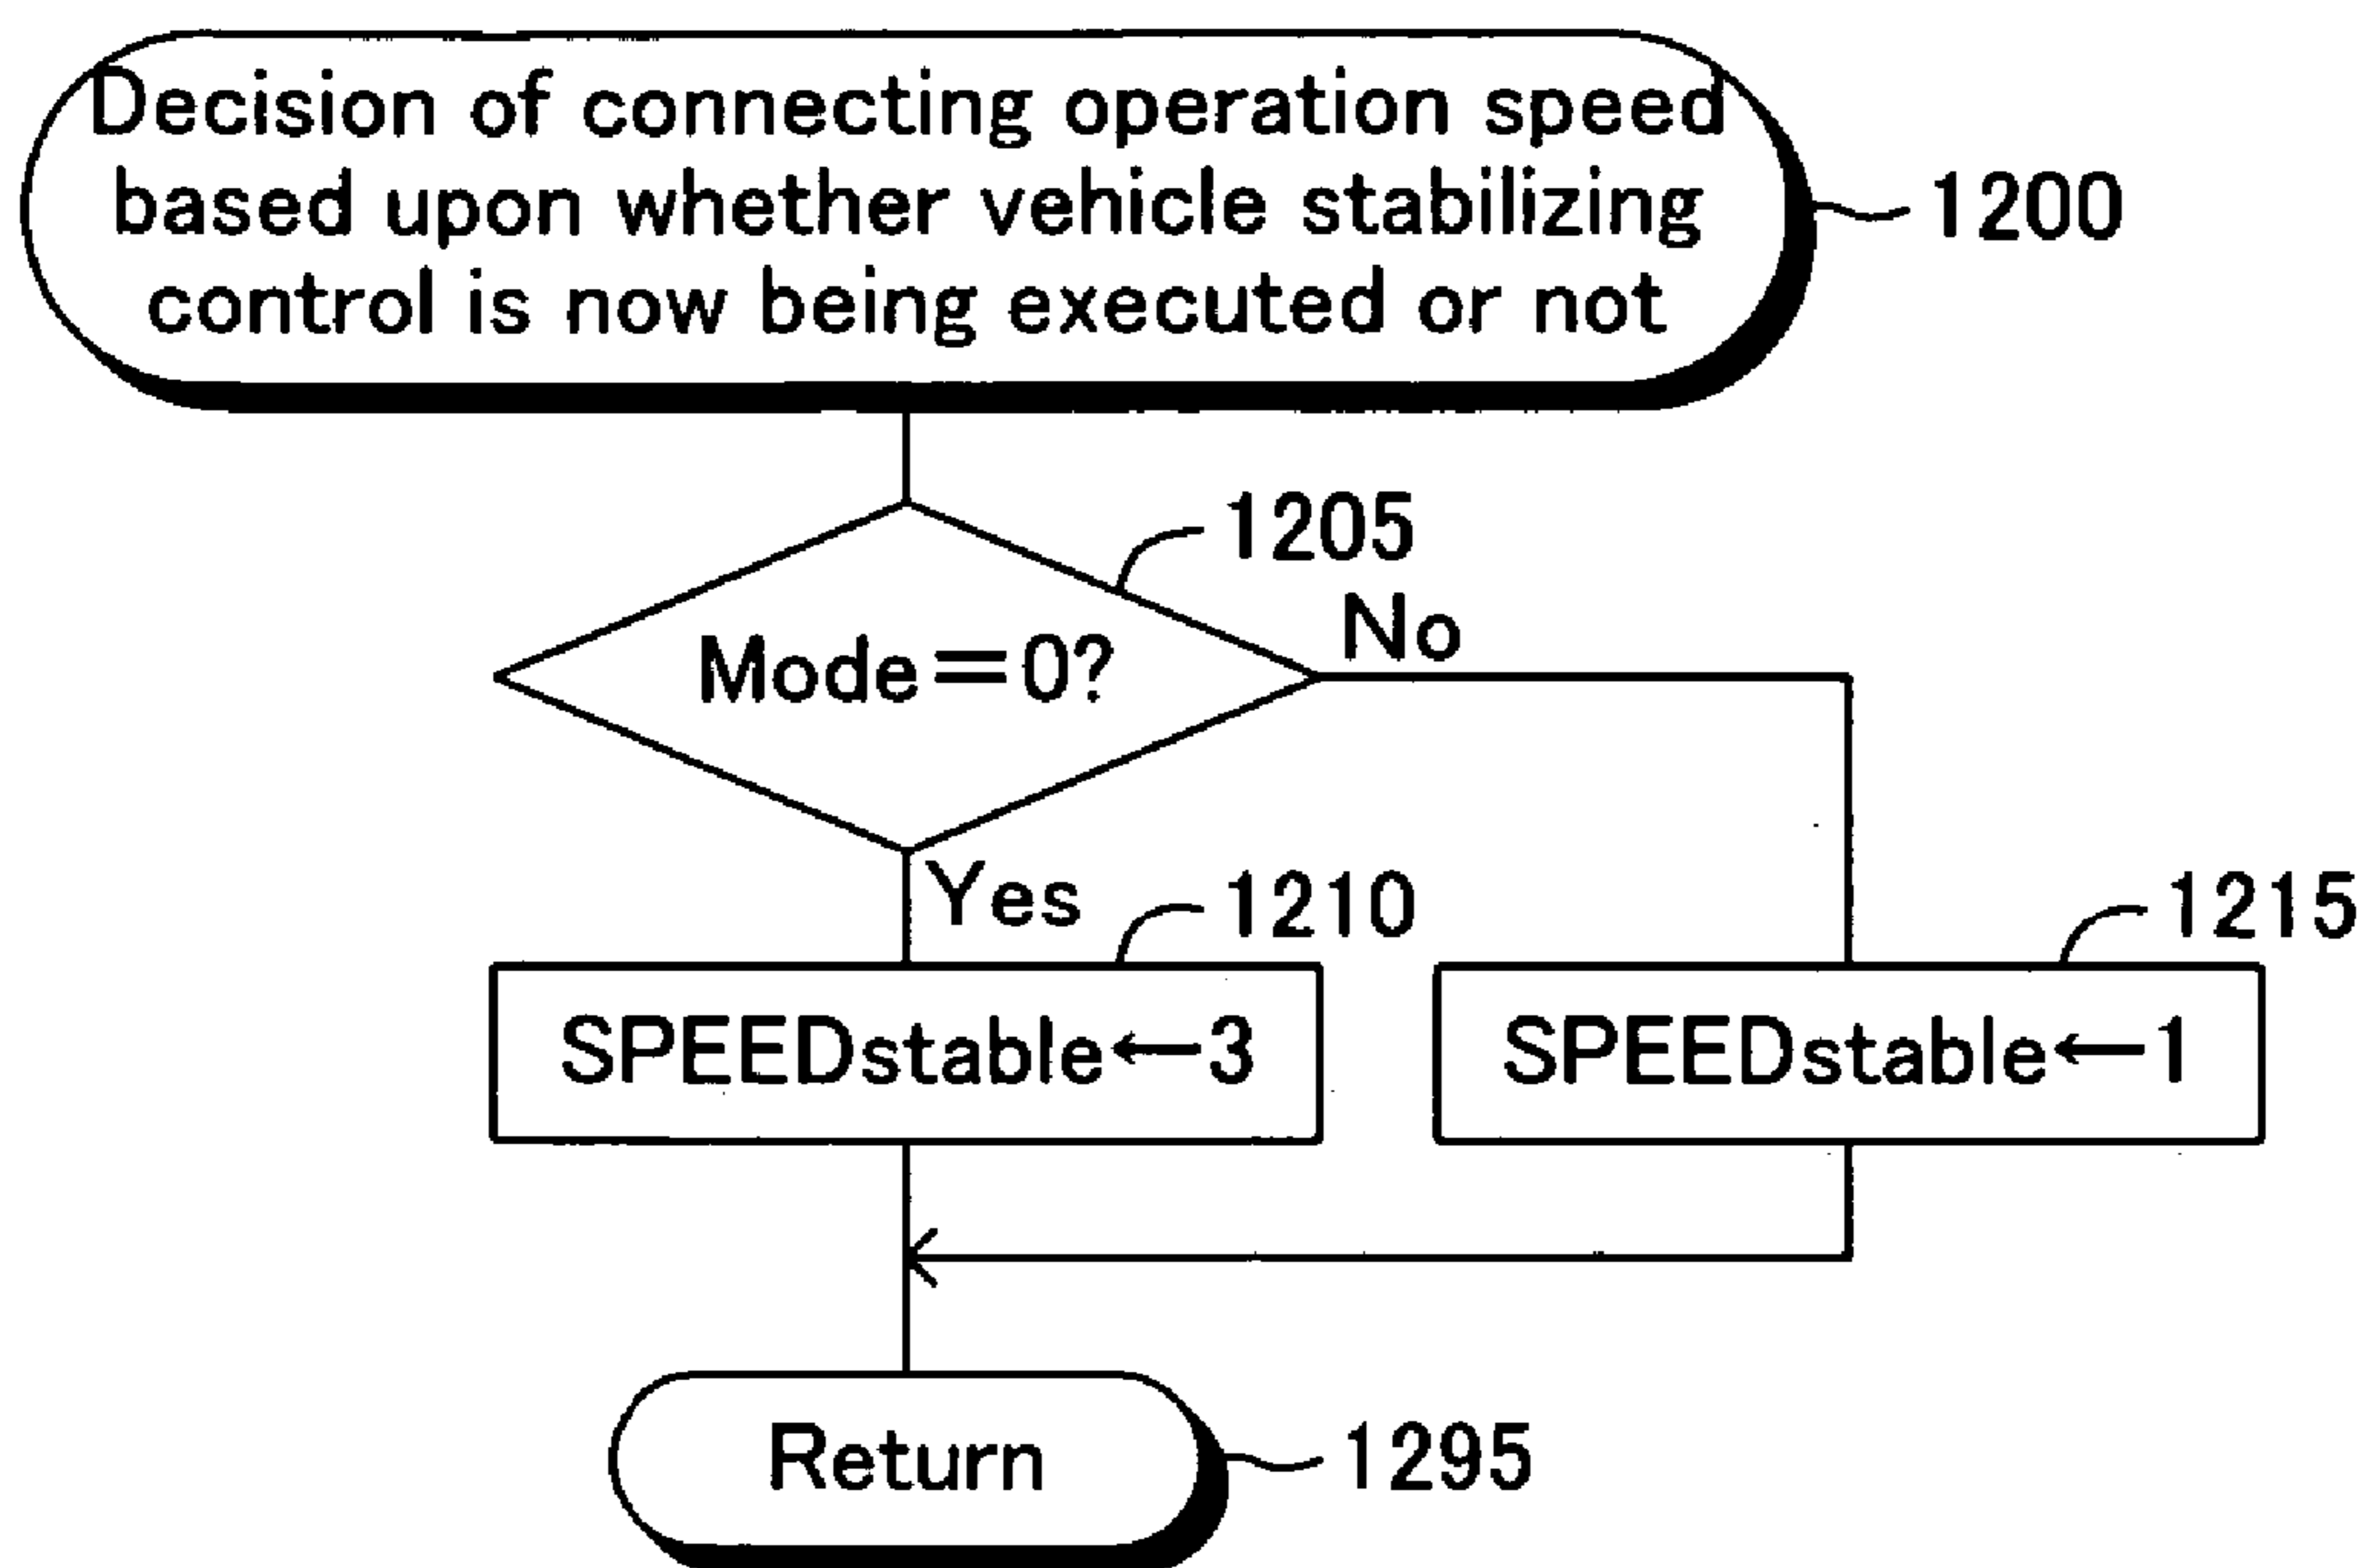 Decision of connecting operation speed
based upon whether vehicle stabilizing
control is now being executed or not
1200
1205
Mode=0?
No
Yes
1210
1215
SPEEDstable←3
SPEEDstable←1
Return
1295